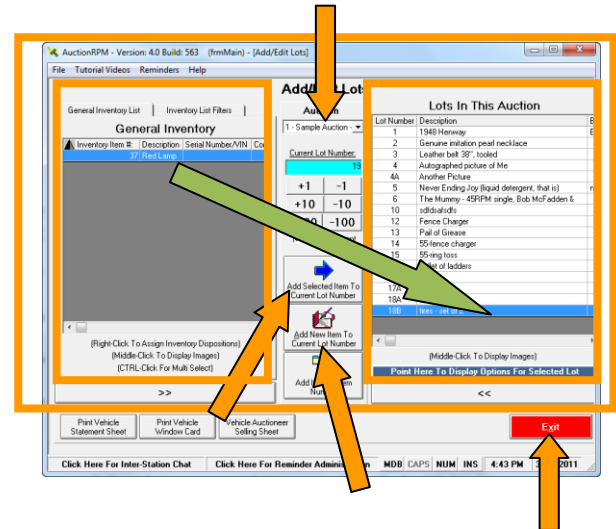 AuctionRPM - Version: 4.0 Build: 563 (frmMain) - [Add/Edit Lots]
File Tutorial Videos Reminders Help
General Inventory List
Inventory List Filters
General Inventory
Inventory Item #: Description Serial Number/VIN
37 Red Lamp
(Right-Click To Assign Inventory Dispositions)
(Middle-Click To Display Images)
(CTRL-Click For Multi Select)
>>
1 - Sample Auction -
Current Lot Number:
19
+1 -1
+10 -10
-100
Add Selected Item To
Current Lot Number
Add New Item To
Current Lot Number
Lots In This Auction
Lot Number Description
1 1948 Henway
2 Genuine imitation pearl necklace
3 Leather belt 38", tooled
4 Autographed picture of Me
4A Another Picture
5 Never Ending Joy (liquid detergent, that is)
6 The Mummy - 45RPM single, Bob McFadden &
10 sdfdsafsdfs
12 Fence Charger
13 Pail of Grease
14 55-fence charger
15 55-ring toss
of ladders
17A
18A
18B tires - set of
(Middle-Click To Display Images)
Point Here To Display Options For Selected Lot
<<
Print Vehicle
Statement Sheet
Print Vehicle
Window Card
Vehicle Auctioneer
Selling Sheet
Exit
Click Here For Inter-Station Chat Click Here For Reminder MDB CAPS NUM INS 4:43 PM